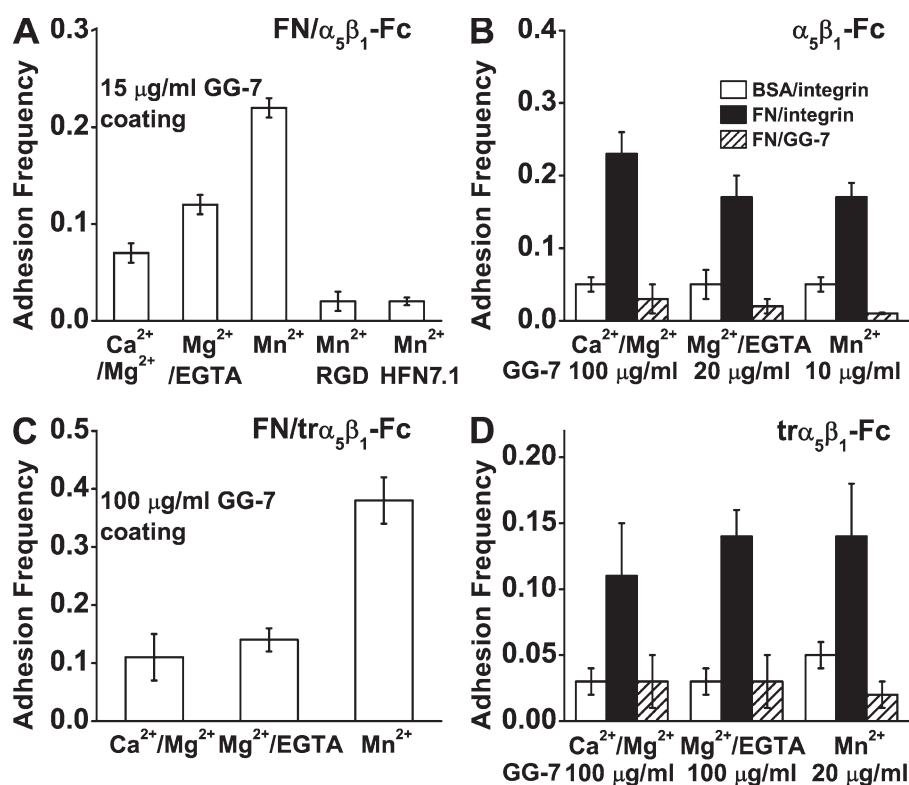 A
FN/α₅β₁-Fc
15 μg/ml GG-7
coating
Adhesion Frequency
0.3
0.2
0.1
0.0
Ca²⁺ /Mg²⁺
Mg²⁺ /EGTA
Mn²⁺
Mn²⁺ RGD
Mn²⁺ HFN7.1
B
α₅β₁-Fc
BSA/integrin
FN/integrin
FN/GG-7
Adhesion Frequency
0.4
0.3
0.2
0.1
0.0
Ca²⁺/Mg²⁺ Mg²⁺/EGTA Mn²⁺
GG-7 100 μg/ml 20 μg/ml 10 μg/ml
C
FN/trα₅β₁-Fc
100 μg/ml GG-7
coating
Adhesion Frequency
0.5
0.4
0.3
0.2
0.1
0.0
Ca²⁺/Mg²⁺ Mg²⁺/EGTA Mn²⁺
D
trα₅β₁-Fc
Adhesion Frequency
0.20
0.15
0.10
0.05
0.00
Ca²⁺/Mg²⁺ Mg²⁺/EGTA Mn²⁺
GG-7 100 μg/ml 100 μg/ml 20 μg/ml